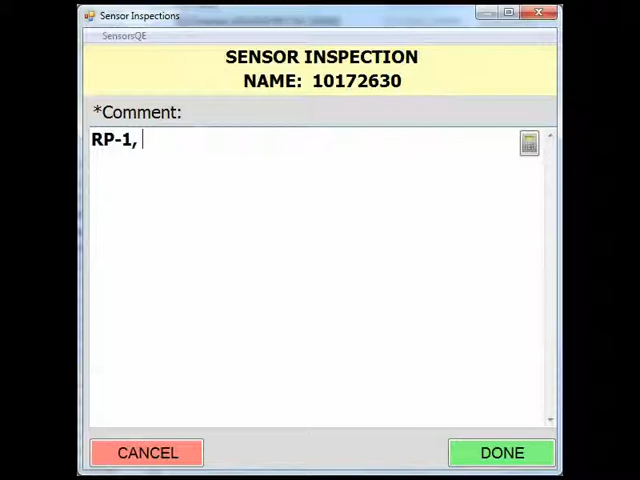 Sensor Inspections
SensorsQE
SENSOR INSPECTION
NAME: 10172630
*Comment:
RP-1,
CANCEL
DONE